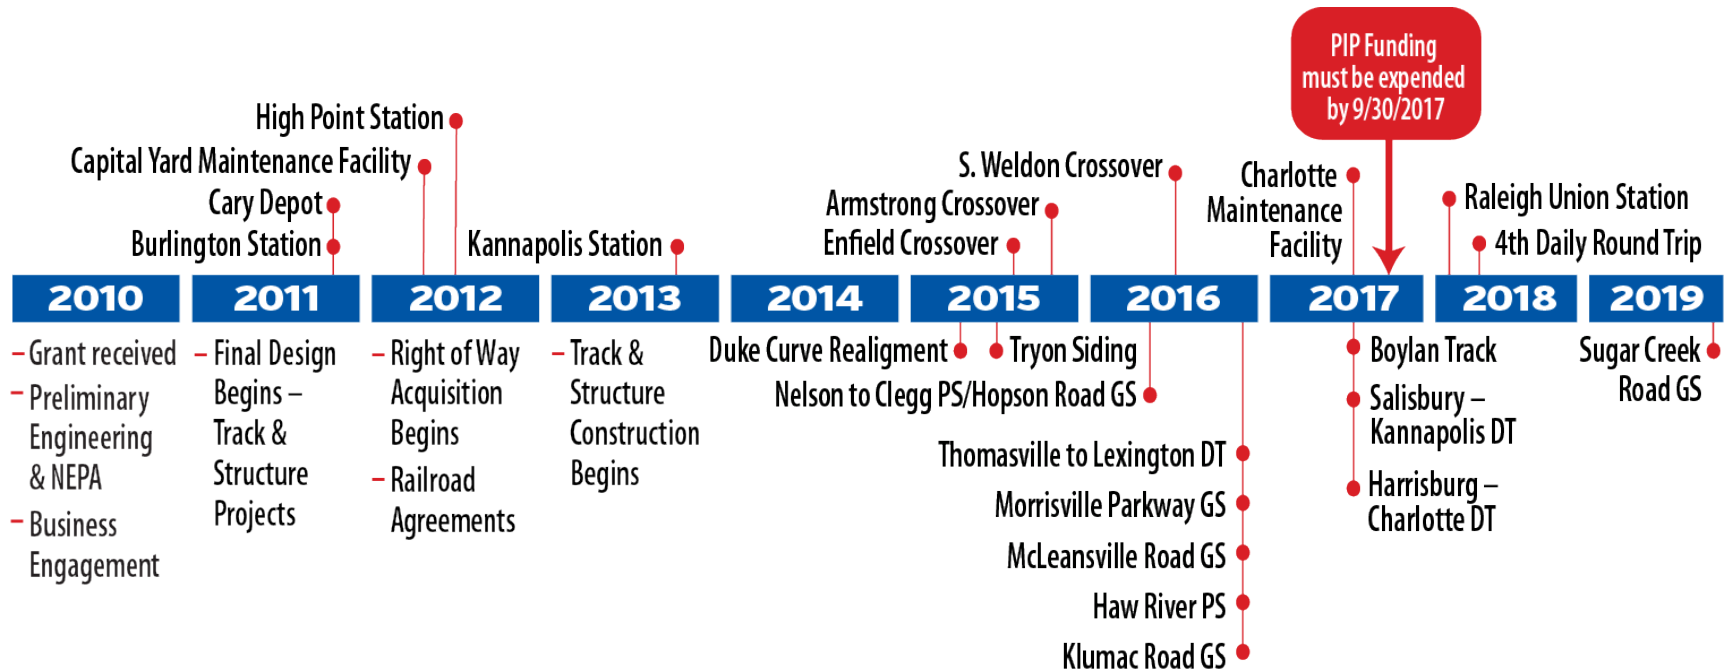 PIP Funding
must be expended
by 9/30/2017
High Point Station
Capital Yard Maintenance Facility
Cary Depot
Burlington Station
Kannapolis Station
S. Weldon Crossover
Armstrong Crossover
Enfield Crossover
Charlotte
Maintenance
Facility
Raleigh Union Station
4th Daily Round Trip
2010
2011
2012
2013
2014
2015
2016
2017
2018
2019
– Grant received
– Preliminary
Engineering
& NEPA
– Business
Engagement
– Final Design
Begins –
Track &
Structure
Projects
– Right of Way
Acquisition
Begins
– Railroad
Agreements
– Track &
Structure
Construction
Begins
Duke Curve Realigment
Tryon Siding
Nelson to Clegg PS/Hopson Road GS
Thomasville to Lexington DT
Morrisville Parkway GS
McLeansville Road GS
Haw River PS
Klumac Road GS
Boylan Track
Salisbury –
Kannapolis DT
Harrisburg –
Charlotte DT
Sugar Creek
Road GS